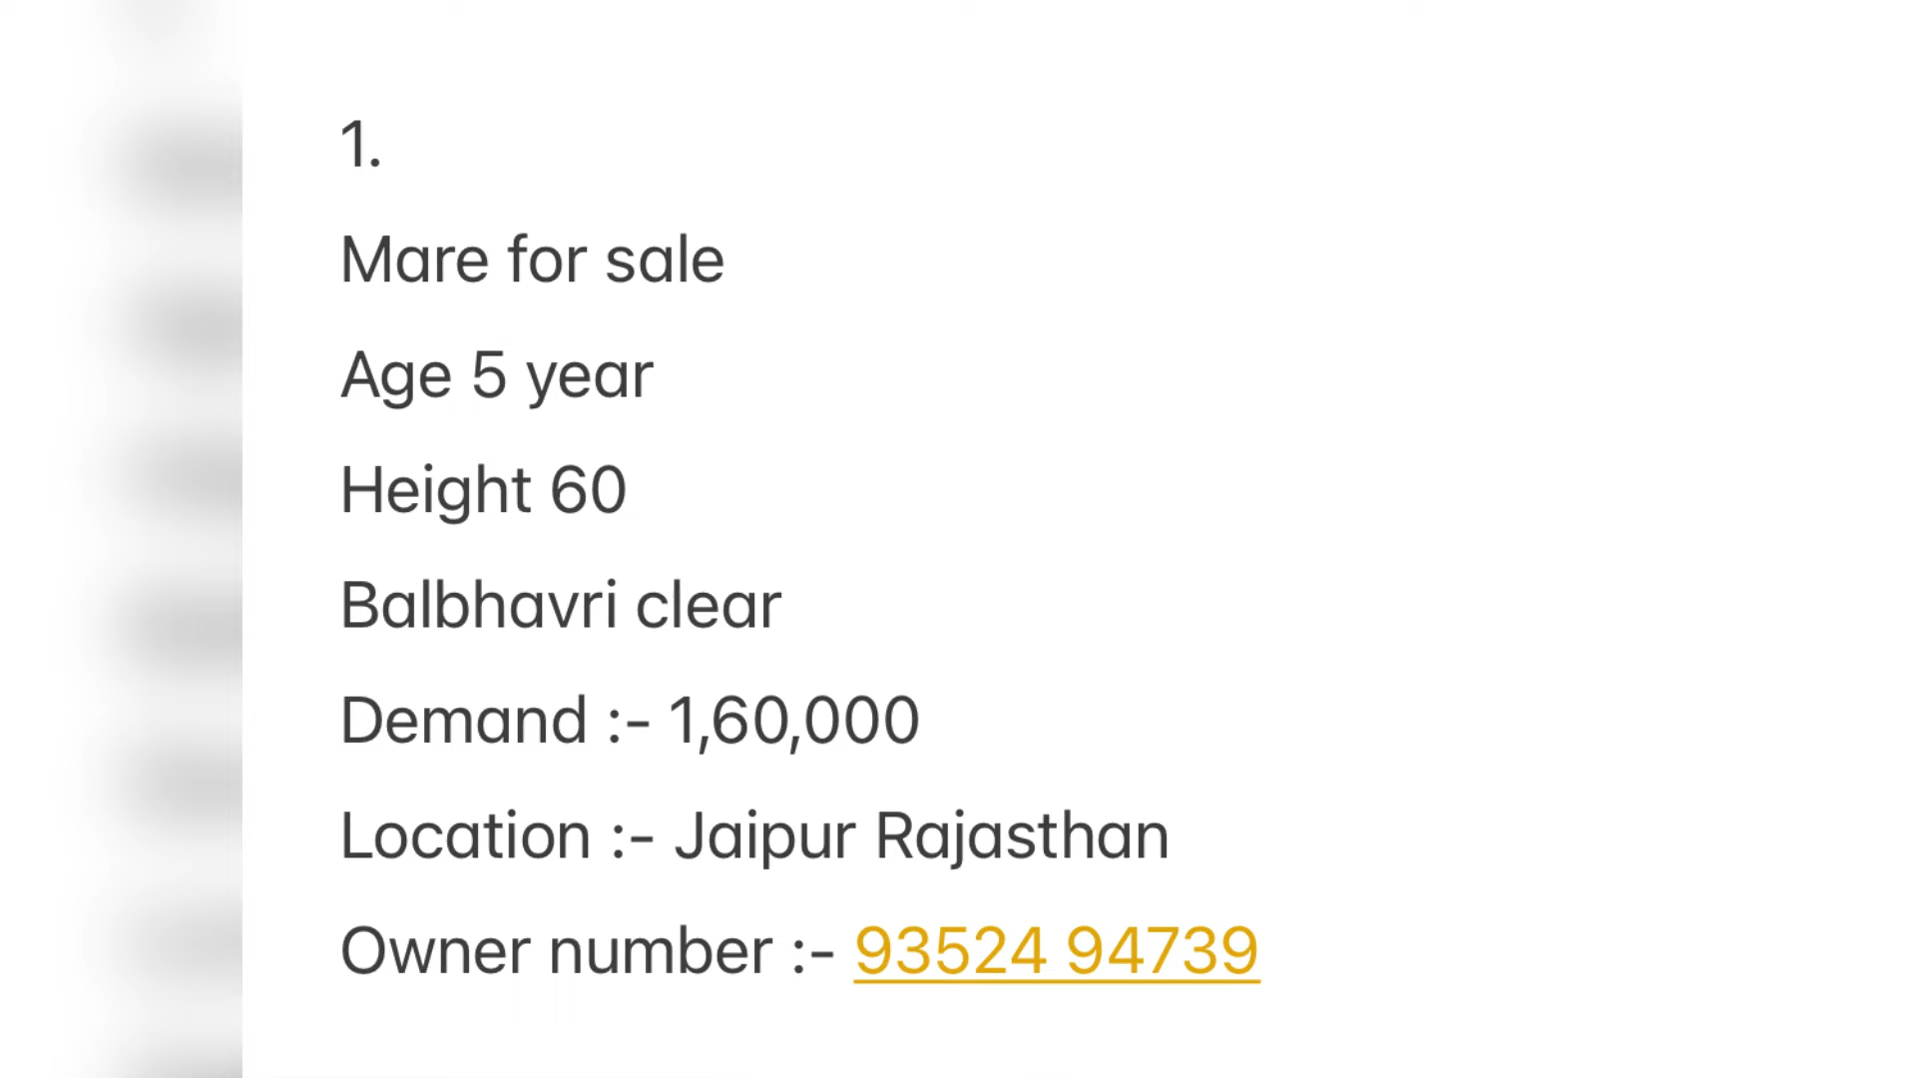 1.
Mare for sale
Age 5 year
Height 60
Balbhavri clear
Demand :- 1,60,000
Location :- Jaipur Rajasthan
Owner number :- 93524 94739